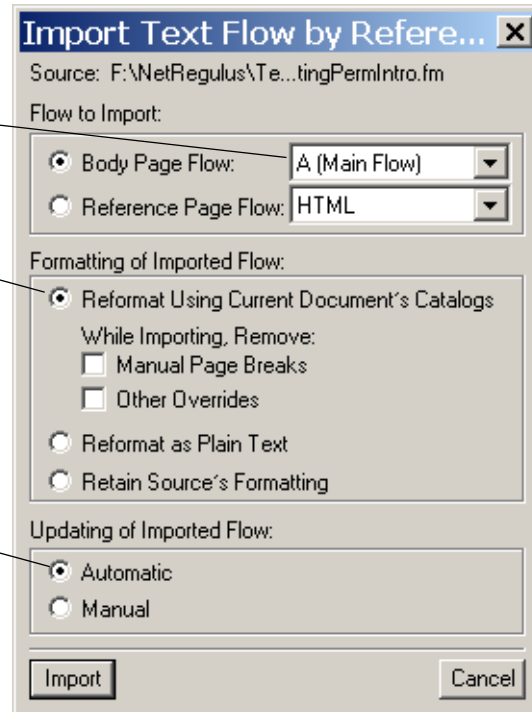 Import Text Flow by Refere...
Source: F:\NetRegulus\Te...tingPermIntro.fm
Flow to Import:
Body Page Flow: A (Main Flow)
Reference Page Flow: HTML
Formatting of Imported Flow:
Reformat Using Current Document's Catalogs
While Importing, Remove:
Manual Page Breaks
Other Overrides
Reformat as Plain Text
Retain Source's Formatting
Updating of Imported Flow:
Automatic
Manual
Import Cancel